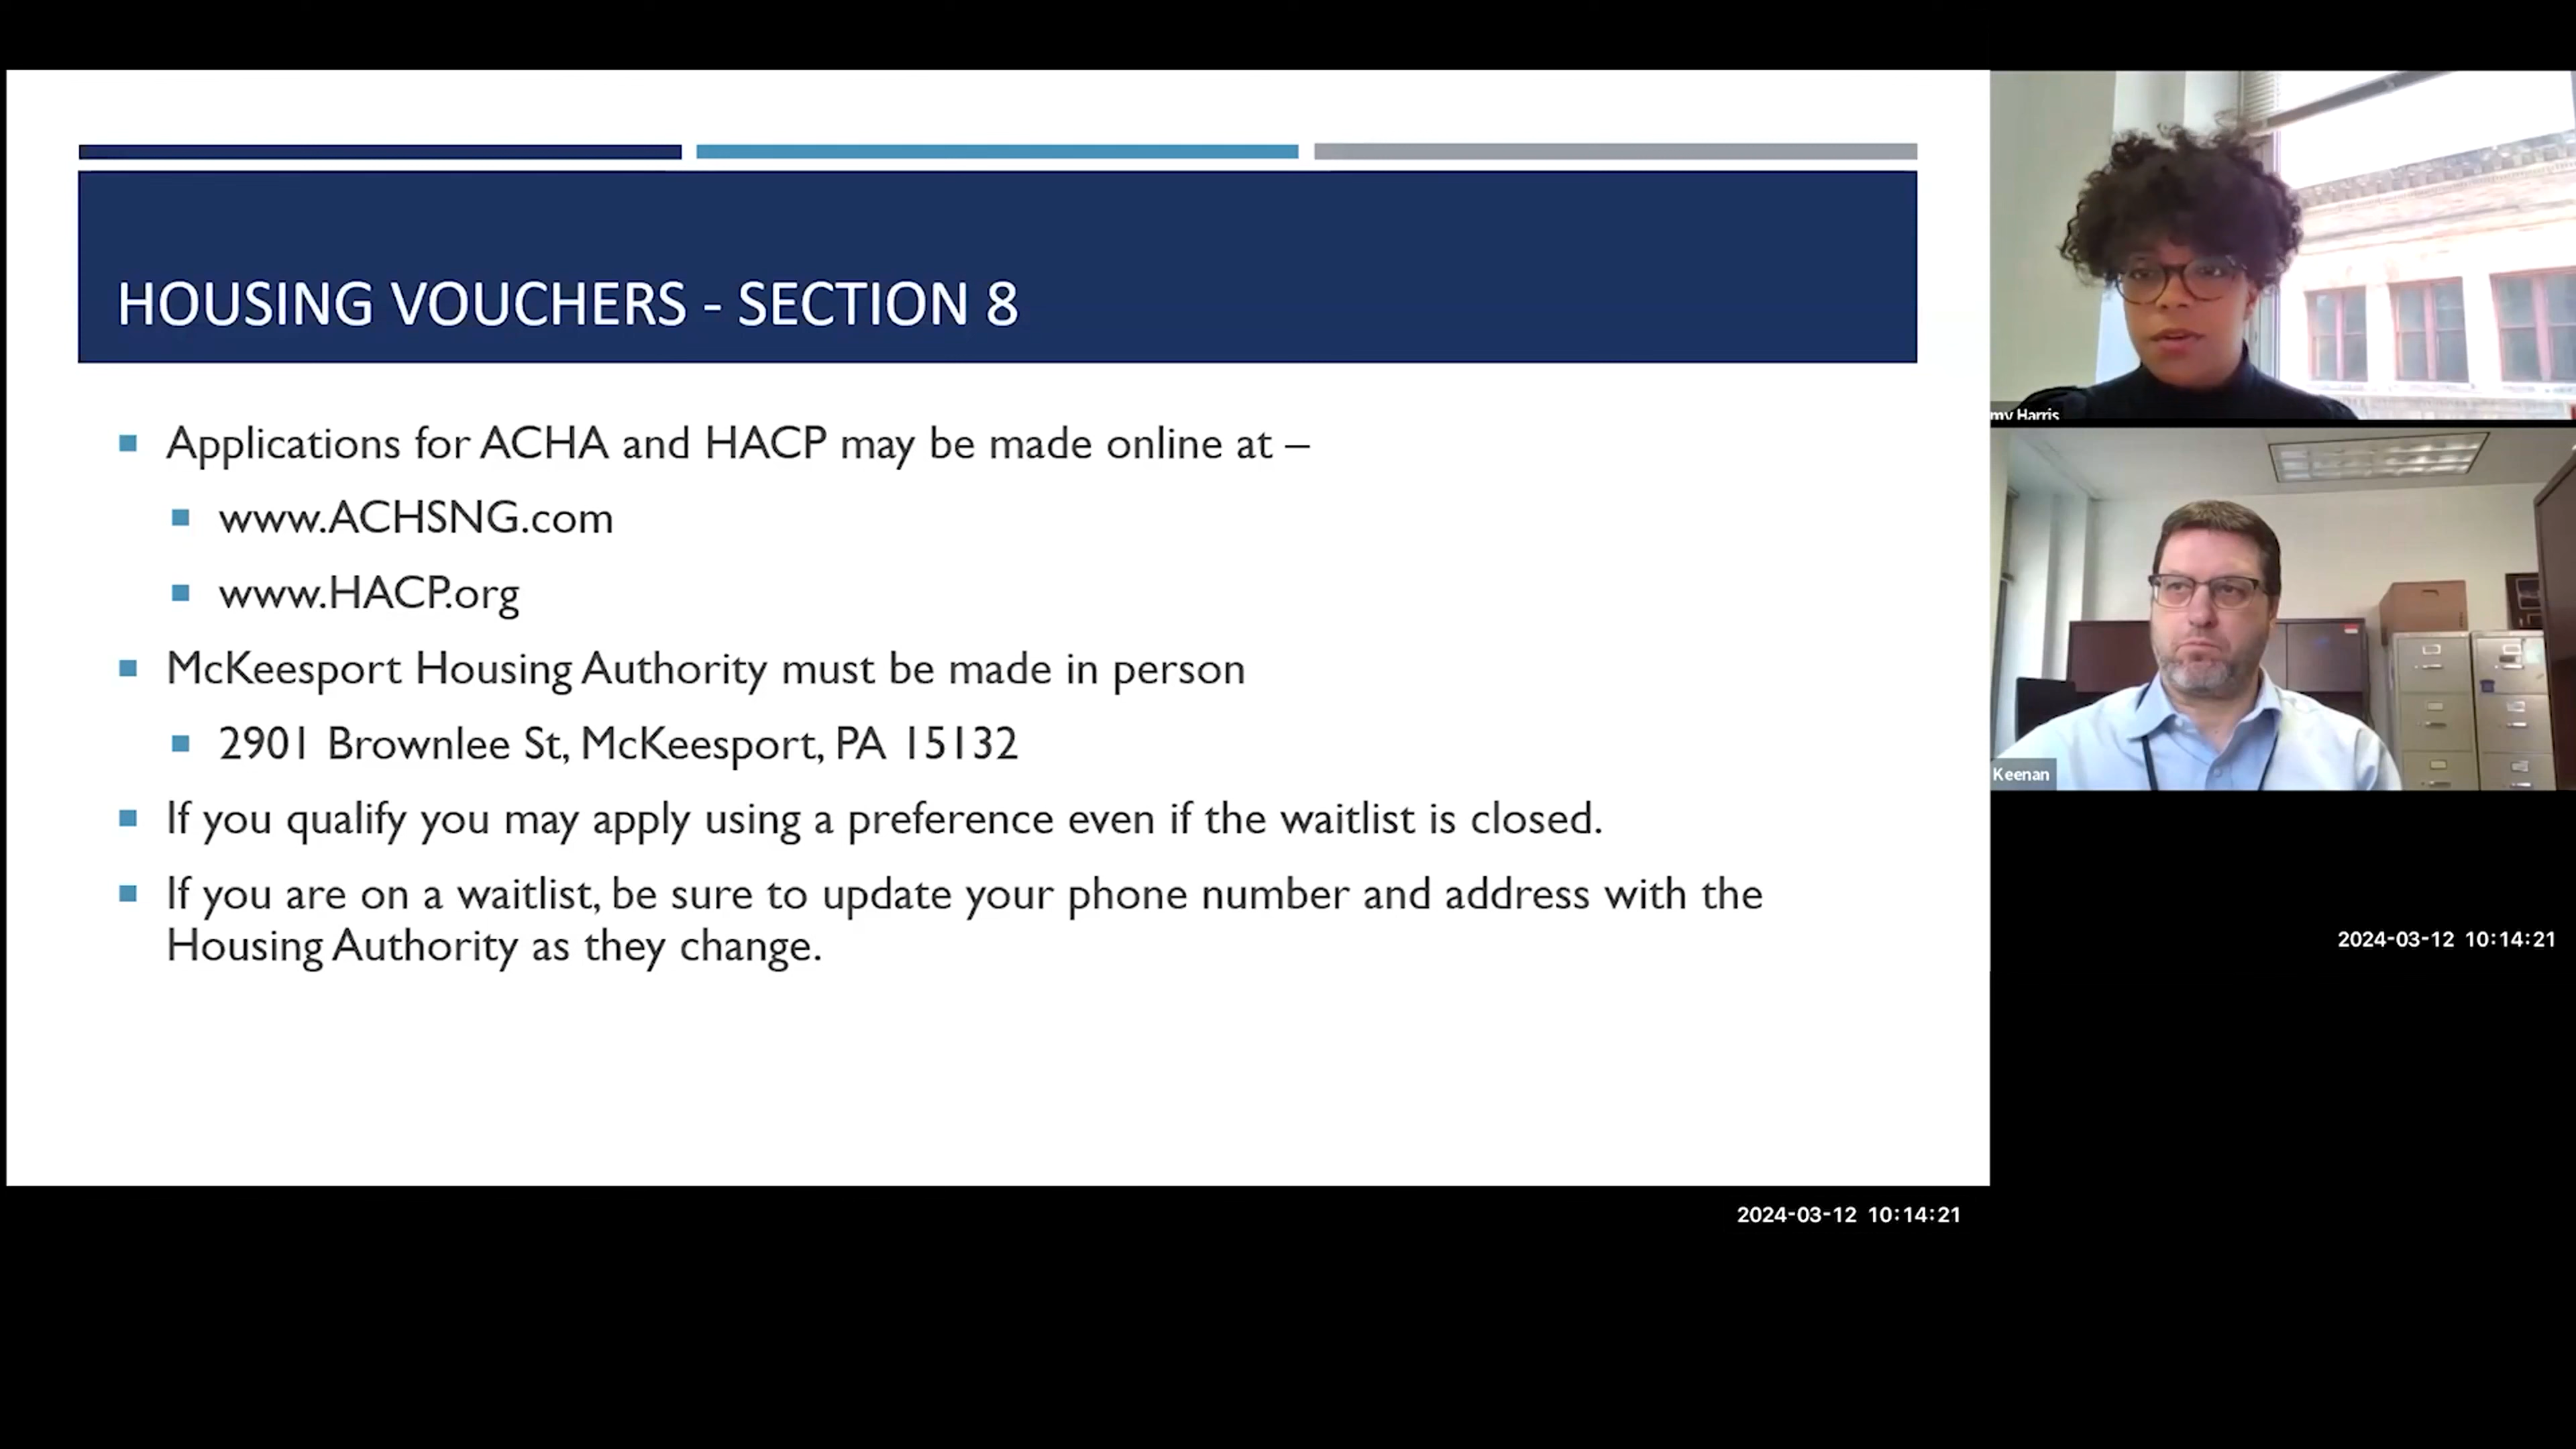 HOUSING VOUCHERS - SECTION 8
Applications for ACHA and HACP may be made online at –
www.ACHSNG.com
www.HACP.org
McKeesport Housing Authority must be made in person
2901 Brownlee St, McKeesport, PA 15132
If you qualify you may apply using a preference even if the waitlist is closed.
If you are on a waitlist, be sure to update your phone number and address with the
Housing Authority as they change.
my Harris
Keenan
2024-03-12 10:14:21
2024-03-12 10:14:21